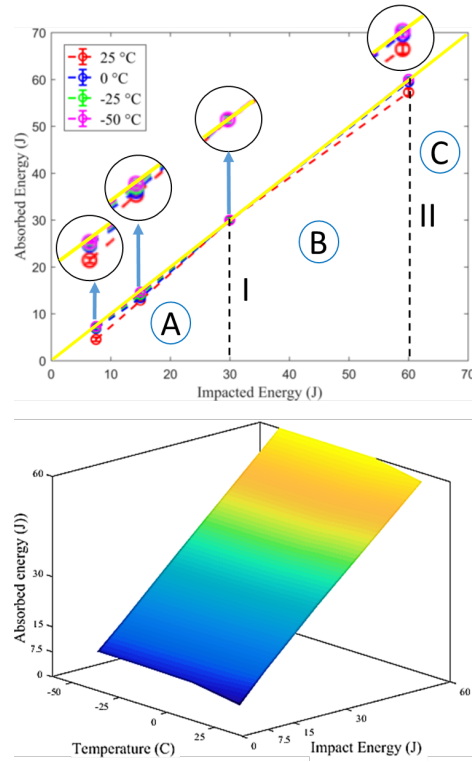 70
60
50
40
30
20
10
0
Absorbed Energy (J)
25 °C
0 °C
-25 °C
-50 °C
A
B
C
I
II
0
10
20
30
40
50
60
70
Impacted Energy (J)
60
30
15
7.5
0
Absorbed energy (J))
-50
-25
0
25
Temperature (C)
0
7.5
15
30
60
Impact Energy (J)